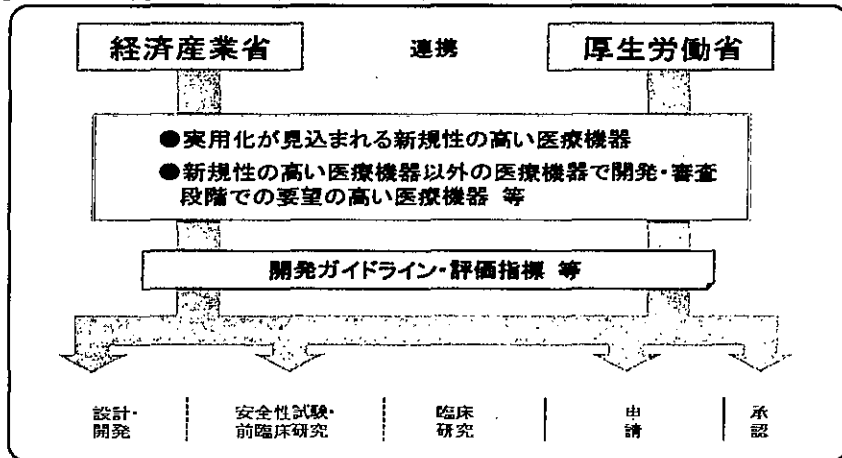 経済産業省 連携 厚生労働省
●実用化が見込まれる新規性の高い医療機器
●新規性の高い医療機器以外の医療機器で開発・審査
段階での要望の高い医療機器 等
開発ガイドライン・評価指標 等
設計・
開発
安全性試験・
前臨床研究
臨床
研究
申
請
承
認